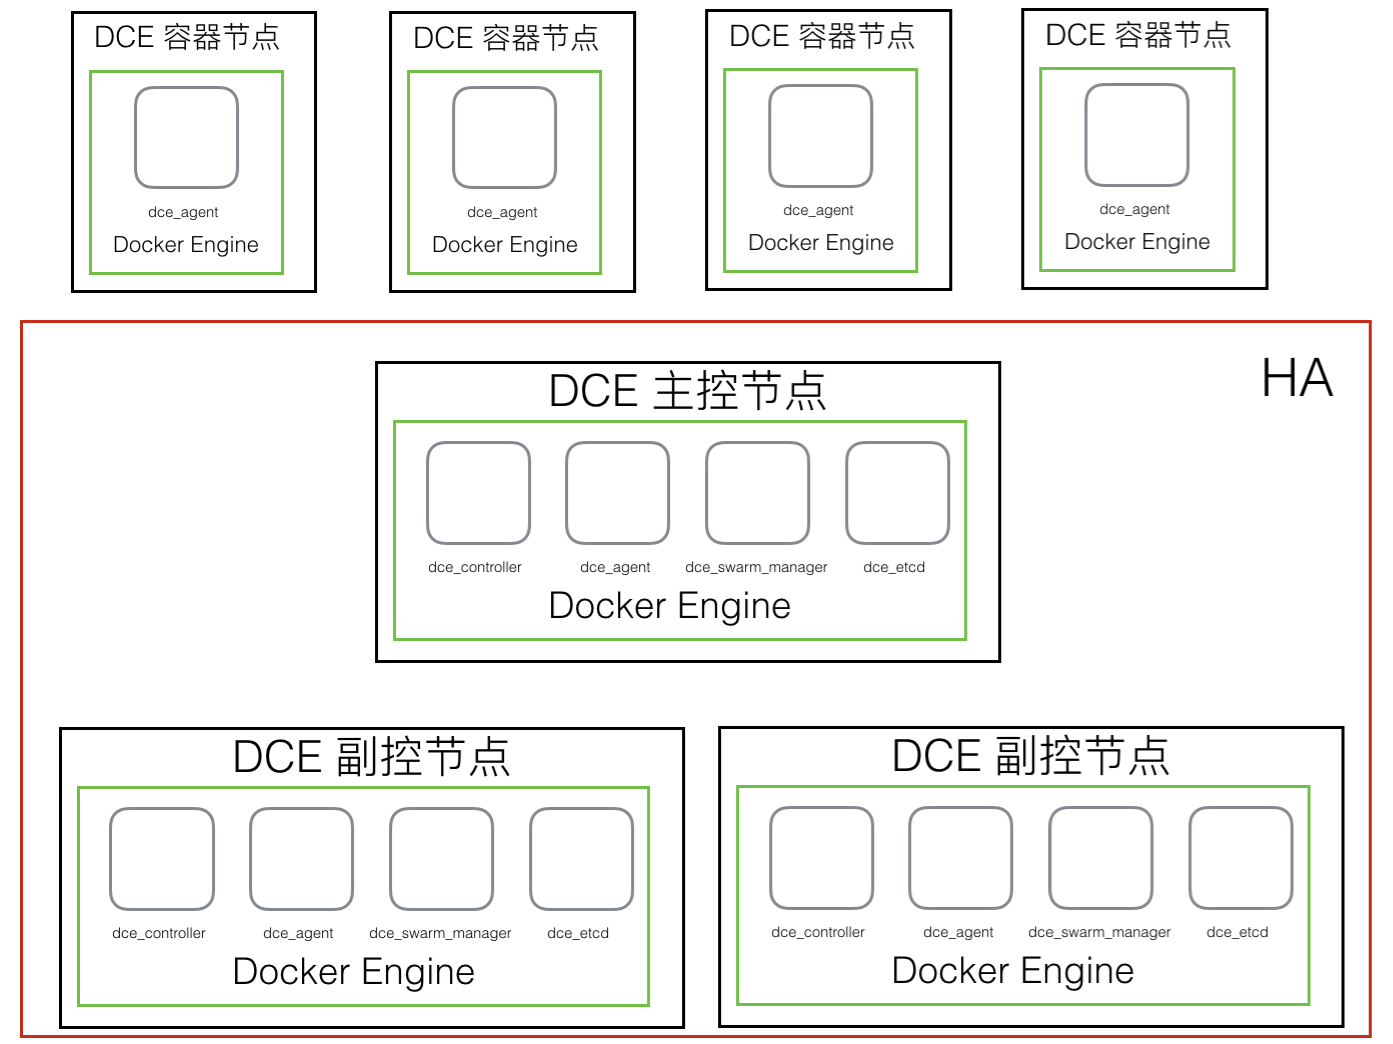 DCE 容器节点
dce_agent
Docker Engine
DCE 容器节点
dce_agent
Docker Engine
DCE 容器节点
dce_agent
Docker Engine
DCE 容器节点
dce_agent
Docker Engine
HA
DCE 主控节点
dce_controller dce_agent dce_swarm_manager dce_etcd
Docker Engine
DCE 副控节点
dce_controller dce_agent dce_swarm_manager dce_etcd
Docker Engine
DCE 副控节点
dce_controller dce_agent dce_swarm_manager dce_etcd
Docker Engine